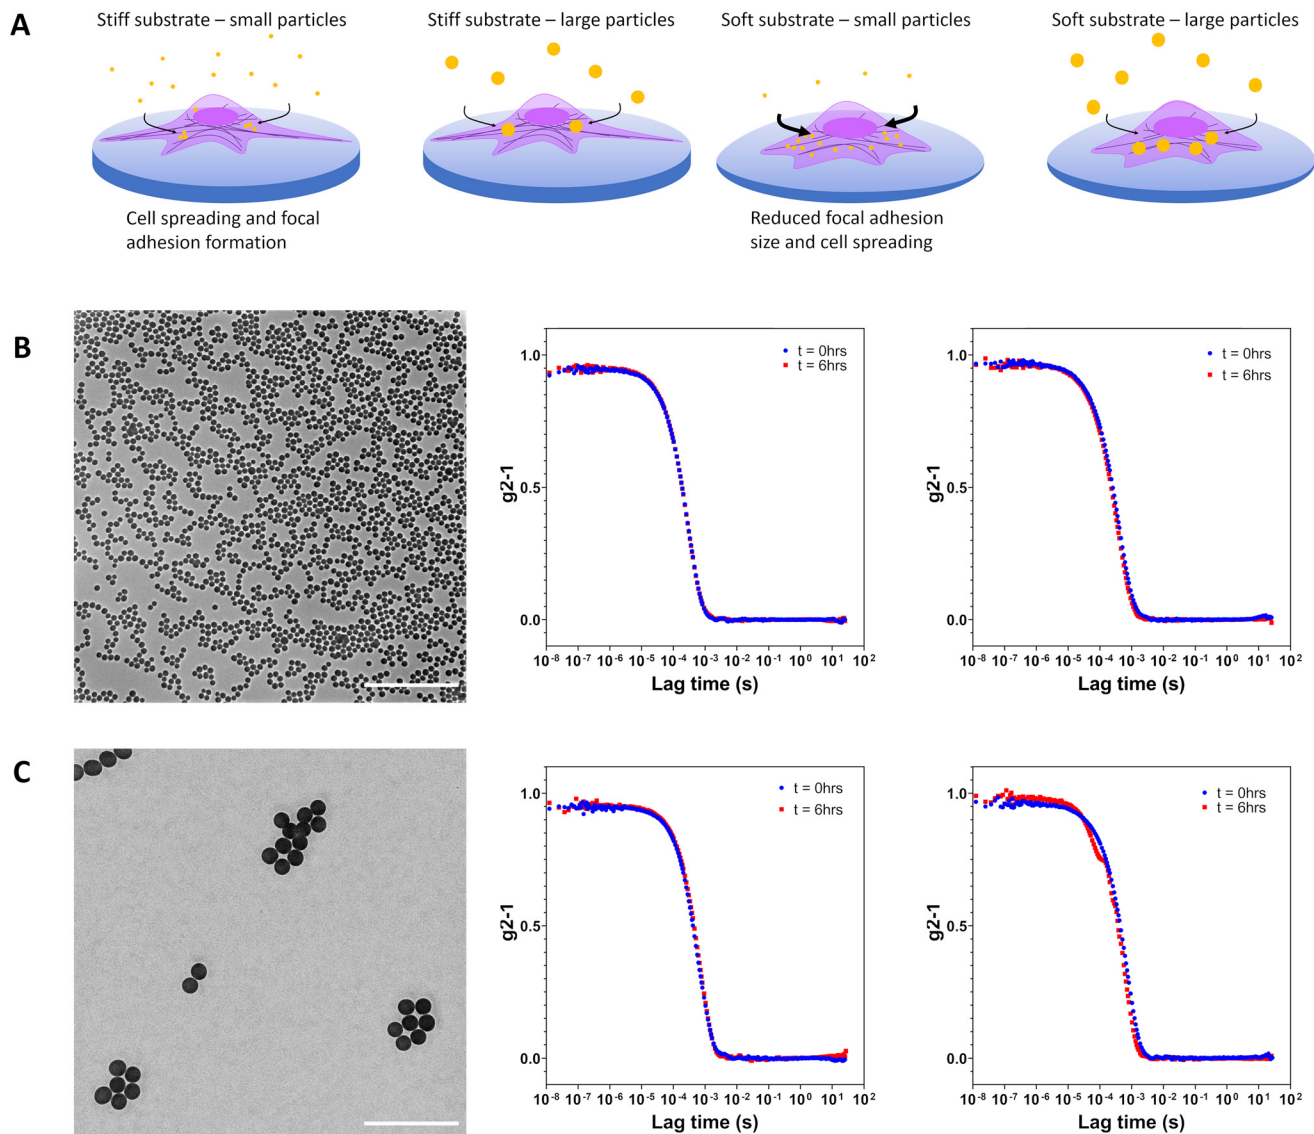 A
Stiff substrate – small particles
Stiff substrate – large particles
Soft substrate – small particles
Soft substrate – large particles
Cell spreading and focal
adhesion formation
Reduced focal adhesion
size and cell spreading
B
g2-1
1.0
0.5
0.0
t = 0hrs
t = 6hrs
10⁻⁸ 10⁻⁷ 10⁻⁶ 10⁻⁵ 10⁻⁴ 10⁻³ 10⁻² 10⁻¹ 10⁰ 10¹ 10²
Lag time (s)
g2-1
1.0
0.5
0.0
t = 0hrs
t = 6hrs
10⁻⁸ 10⁻⁷ 10⁻⁶ 10⁻⁵ 10⁻⁴ 10⁻³ 10⁻² 10⁻¹ 10⁰ 10¹ 10²
Lag time (s)
C
g2-1
1.0
0.5
0.0
t = 0hrs
t = 6hrs
10⁻⁸ 10⁻⁷ 10⁻⁶ 10⁻⁵ 10⁻⁴ 10⁻³ 10⁻² 10⁻¹ 10⁰ 10¹ 10²
Lag time (s)
g2-1
1.0
0.5
0.0
t = 0hrs
t = 6hrs
10⁻⁸ 10⁻⁷ 10⁻⁶ 10⁻⁵ 10⁻⁴ 10⁻³ 10⁻² 10⁻¹ 10⁰ 10¹ 10²
Lag time (s)